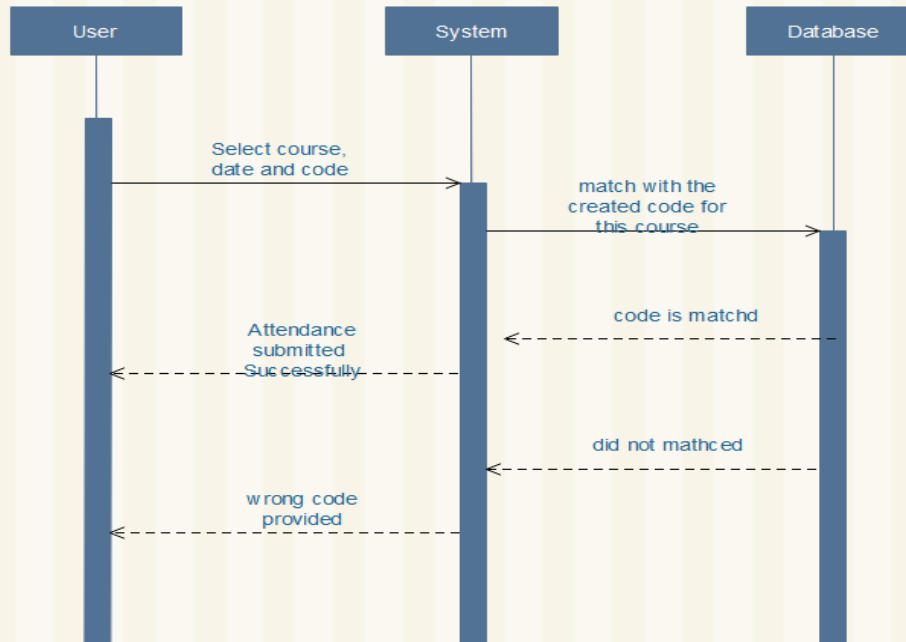 User
System
Database
Select course,
date and code
match with the
created code for
this course
code is matchd
Attendance
submitted
Successfully
did not mathced
wrong code
provided